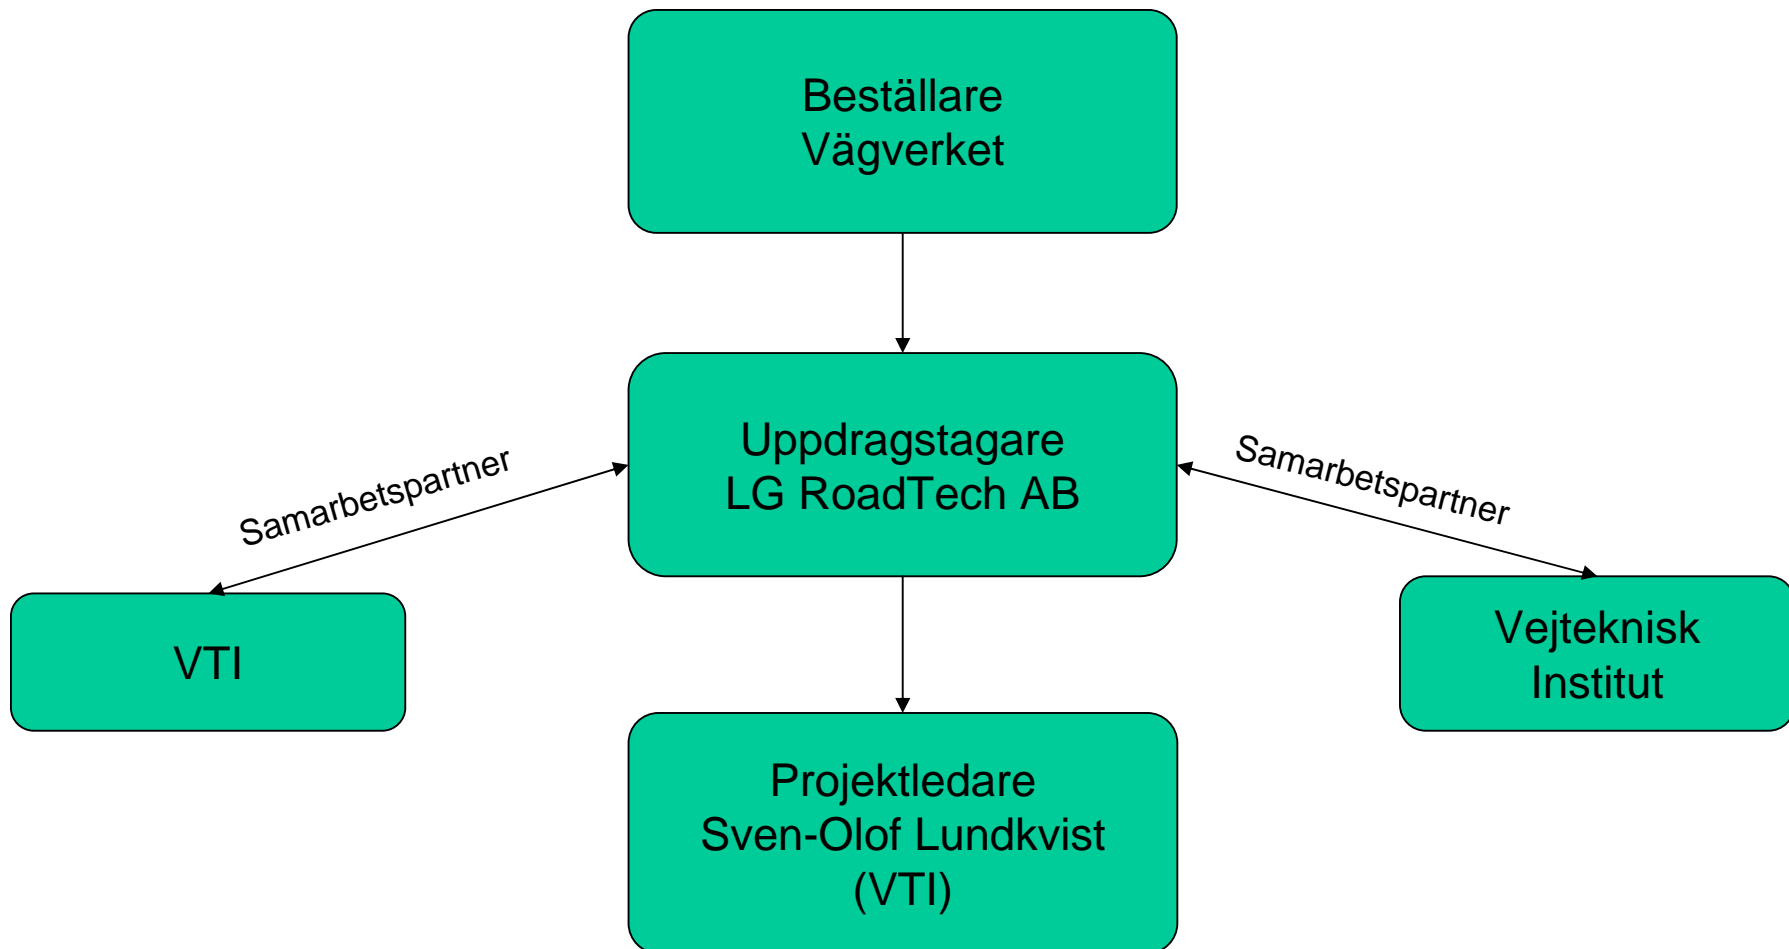 Beställare
Vägverket
Uppdragstagare
LG RoadTech AB
Samarbetspartner
Samarbetspartner
VTI
Vejteknisk
Institut
Projektledare
Sven-Olof Lundkvist
(VTI)